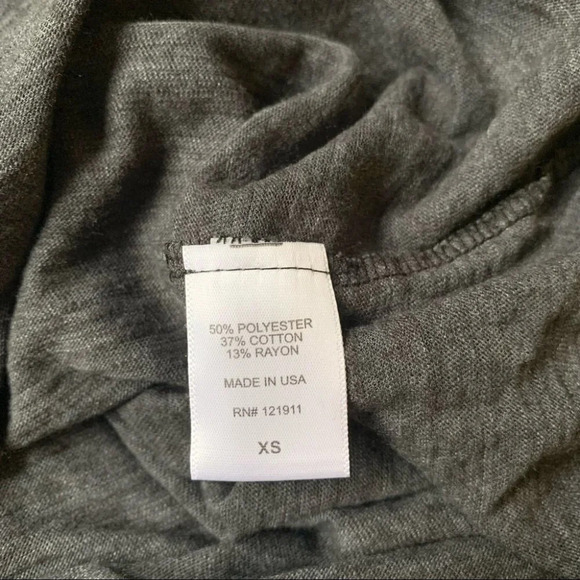 50% POLYESTER
37% COTTON
13% RAYON
MADE IN USA
RN# 121911
XS